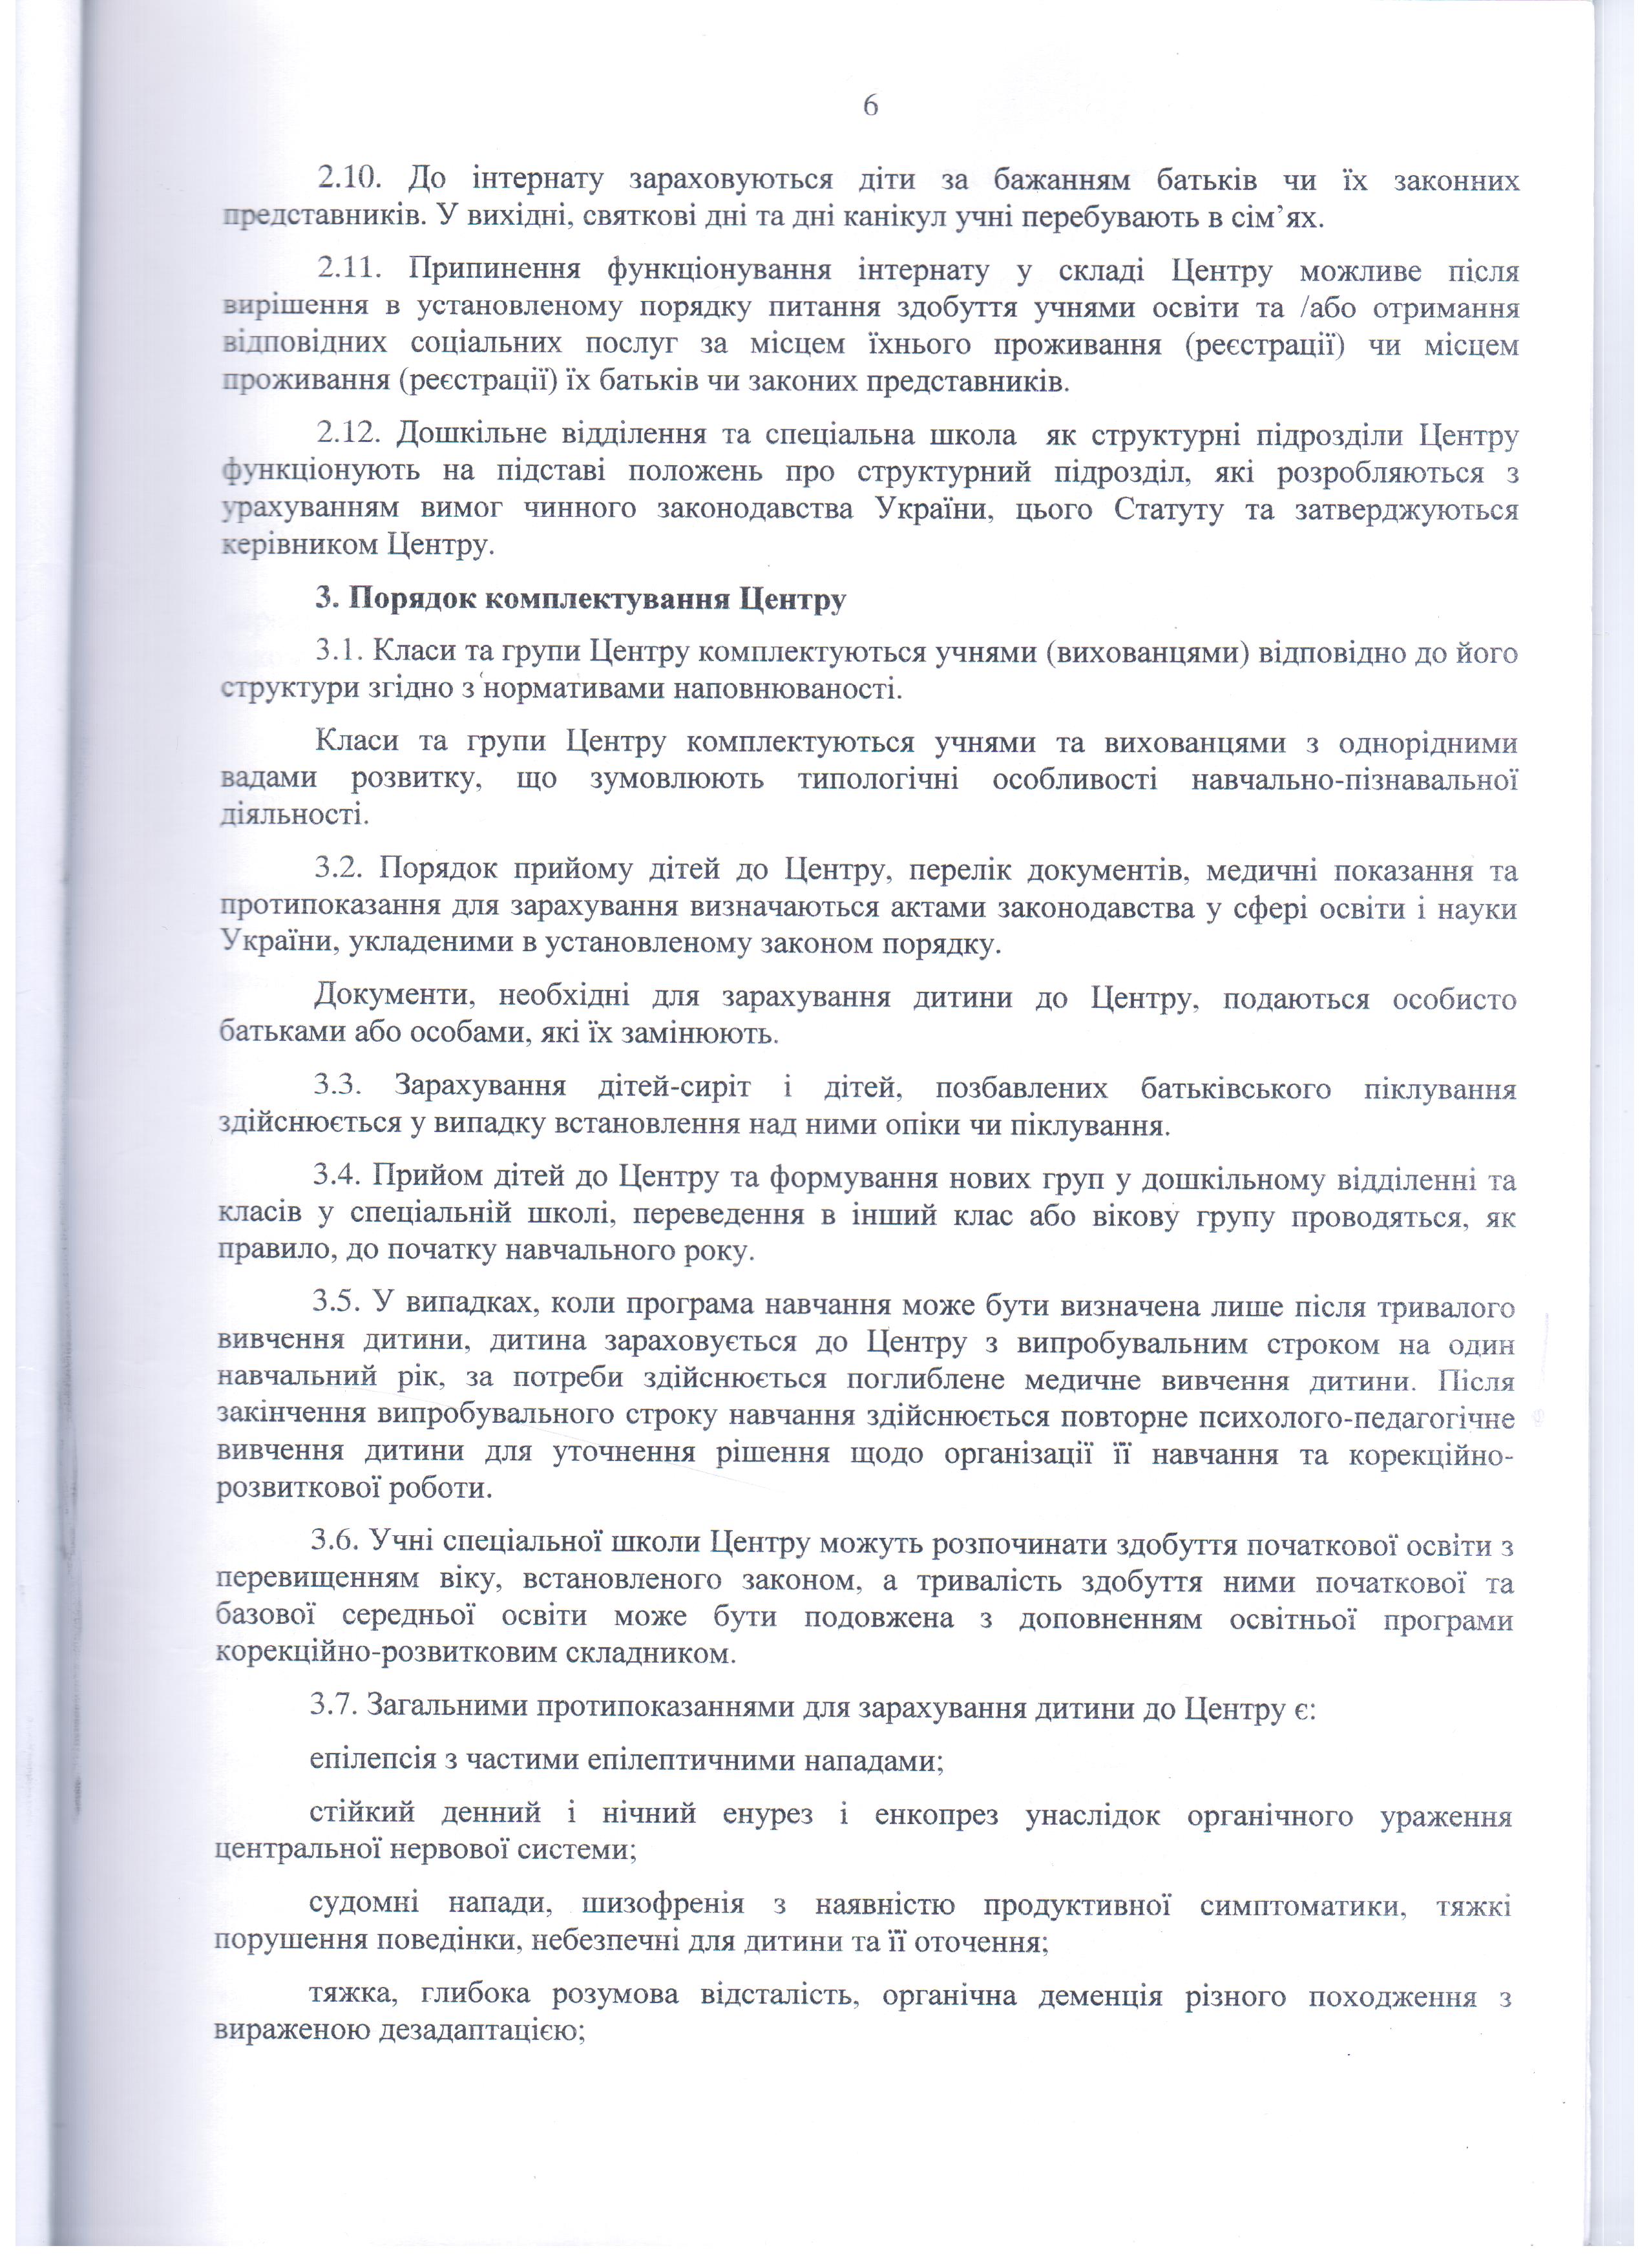 6
2.10. До інтернату зараховуються діти за бажанням батьків чи їх законних
представників. У вихідні, святкові дні та дні канікул учні перебувають в сім’ях.
2.11. Припинення функціонування інтернату у складі Центру можливе після
вирішення в установленому порядку питання здобуття учнями освіти та /або отримання
відповідних соціальних послуг за місцем їхнього проживання (реєстрації) чи місцем
проживання (реєстрації) їх батьків чи законих представників.
2.12. Дошкільне відділення та спеціальна школа як структурні підрозділи Центру
функціонують на підставі положень про структурний підрозділ, які розробляються з
урахуванням вимог чинного законодавства України, цього Статуту та затверджуються
керівником Центру.
3. Порядок комплектування Центру
3.1. Класи та групи Центру комплектуються учнями (вихованцями) відповідно до його
структури згідно з нормативами наповнюваності.
Класи та групи Центру комплектуються учнями та вихованцями з однорідними
вадами розвитку, що зумовлюють типологічні особливості навчально-пізнавальної
діяльності.
3.2. Порядок прийому дітей до Центру, перелік документів, медичні показання та
протипоказання для зарахування визначаються актами законодавства у сфері освіти і науки
України, укладеними в установленому законом порядку.
Документи, необхідні для зарахування дитини до Центру, подаються особисто
батьками або особами, які їх замінюють.
3.3. Зарахування дітей-сиріт і дітей, позбавлених батьківського піклування
здійснюється у випадку встановлення над ними опіки чи піклування.
3.4. Прийом дітей до Центру та формування нових груп у дошкільному відділенні та
класів у спеціальній школі, переведення в інший клас або вікову групу проводяться, як
правило, до початку навчального року.
3.5. У випадках, коли програма навчання може бути визначена лише після тривалого
вивчення дитини, дитина зараховується до Центру з випробувальним строком на один
навчальний рік, за потреби здійснюється поглиблене медичне вивчення дитини. Після
закінчення випробувального строку навчання здійснюється повторне психолого-педагогічне
вивчення дитини для уточнення рішення щодо організації її навчання та корекційно-
розвиткової роботи.
3.6. Учні спеціальної школи Центру можуть розпочинати здобуття початкової освіти з
перевищенням віку, встановленого законом, а тривалість здобуття ними початкової та
базової середньої освіти може бути подовжена з доповненням освітньої програми
корекційно-розвитковим складником.
3.7. Загальними протипоказаннями для зарахування дитини до Центру є:
епілепсія з частими епілептичними нападами;
стійкий денний і нічний енурез і енкопрез унаслідок органічного ураження
центральної нервової системи;
судомні напади, шизофренія з наявністю продуктивної симптоматики, тяжкі
порушення поведінки, небезпечні для дитини та її оточення;
тяжка, глибока розумова відсталість, органічна деменція різного походження з
вираженою дезадаптацією;